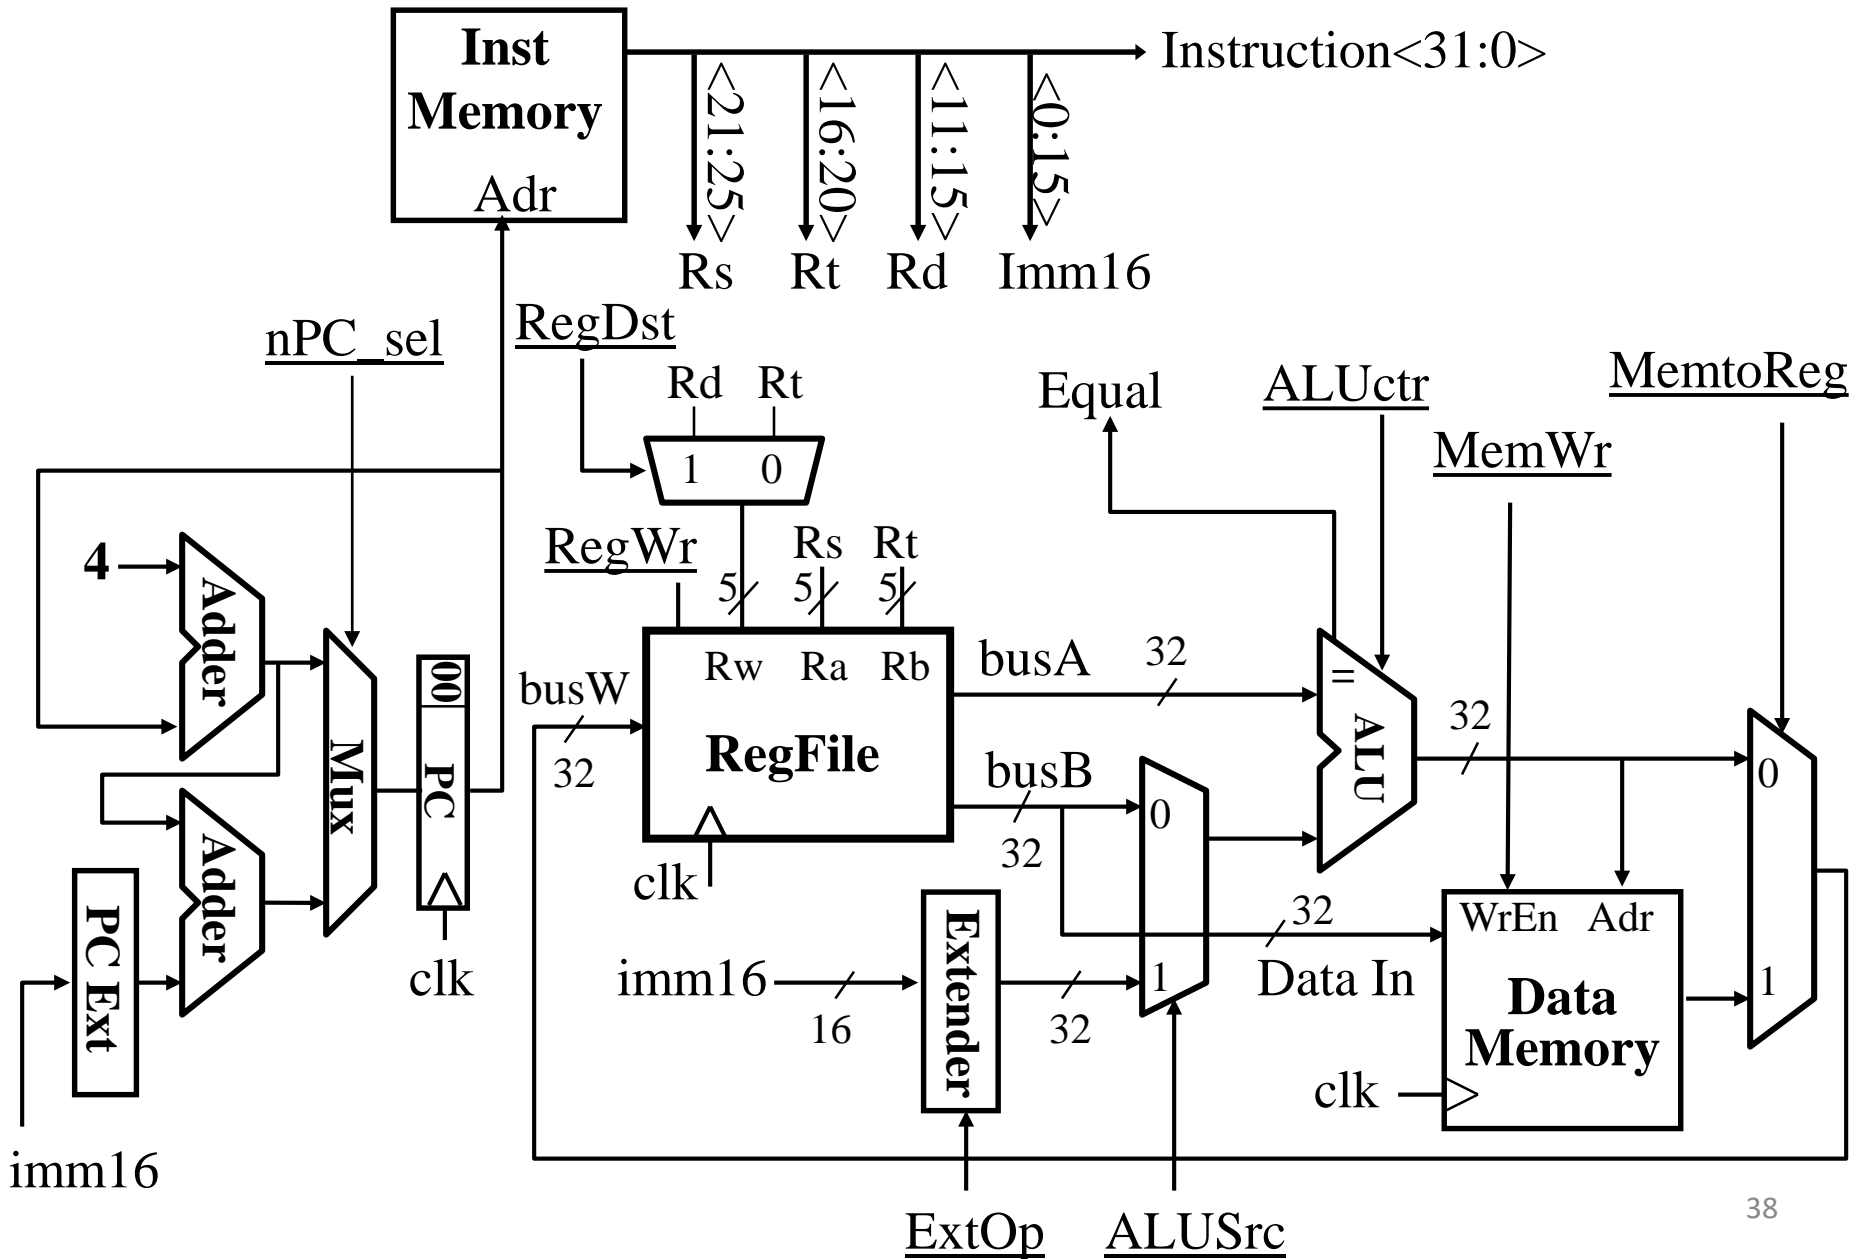 Inst
Memory
Adr
Instruction<31:0>
<21:25>
<16:20>
<11:15>
<0:15>
Rs
Rt
Rd
Imm16
nPC_sel
RegDst
Rd
Rt
1
0
Equal
ALUctr
MemtoReg
MemWr
4
Adder
RegWr
5
Rs
5
Rt
5
busW
32
Rw
Ra
Rb
RegFile
clk
busA
32
busB
32
=
ALU
32
0
1
Mux
00
PC
clk
Adder
PC Ext
imm16
imm16
16
Extender
32
0
1
32
Data In
WrEn
Adr
Data
Memory
clk
ExtOp
ALUSrc
38